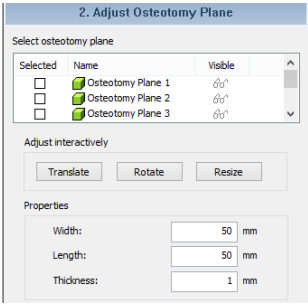 2. Adjust Osteotomy Plane
Select osteotomy plane
Selected Name Visible
Osteotomy Plane 1
Osteotomy Plane 2
Osteotomy Plane 3
Adjust interactively
Translate Rotate Resize
Properties
Width: 50 mm
Length: 50 mm
Thickness: 1 mm